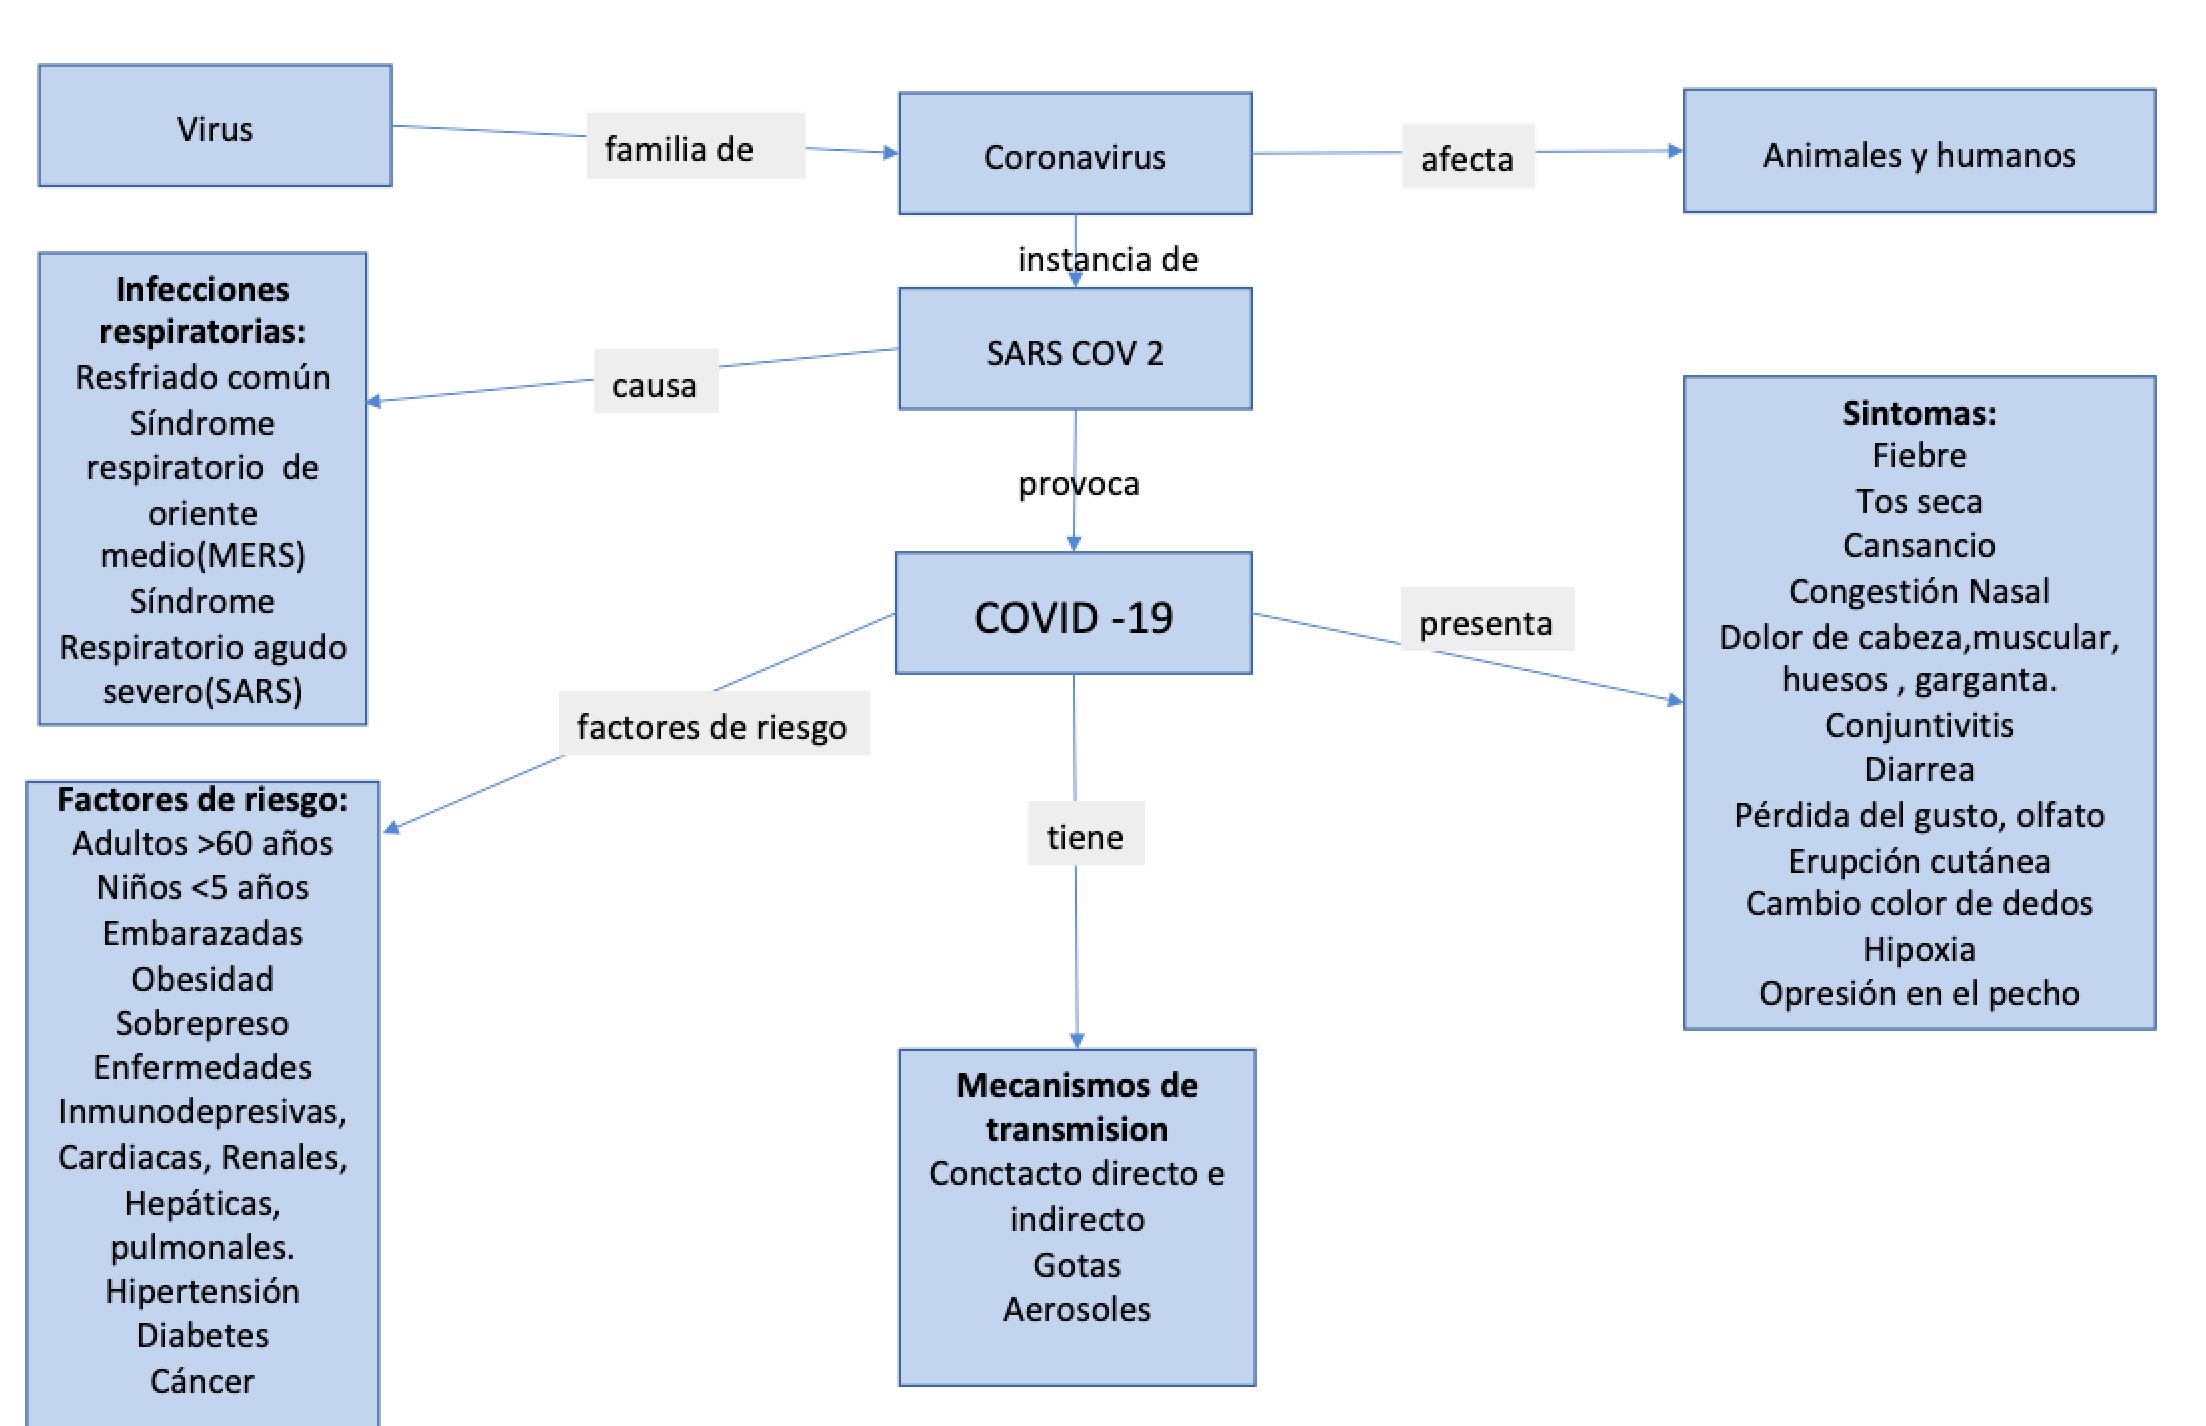 Virus
familia de
Coronavirus
afecta
Animales y humanos
instancia de
SARS COV 2
causa
Infecciones
respiratorias:
Resfriado común
Síndrome
respiratorio  de
oriente
medio(MERS)
Síndrome
Respiratorio agudo
severo(SARS)
provoca
COVID -19
presenta
Sintomas:
Fiebre
Tos seca
Cansancio
Congestión Nasal
Dolor de cabeza,muscular,
huesos , garganta.
Conjuntivitis
Diarrea
Pérdida del gusto, olfato
Erupción cutánea
Cambio color de dedos
Hipoxia
Opresión en el pecho
factores de riesgo
Factores de riesgo:
Adultos >60 años
Niños <5 años
Embarazadas
Obesidad
Sobrepreso
Enfermedades
Inmunodepresivas,
Cardiacas, Renales,
Hepáticas,
pulmonales.
Hipertensión
Diabetes
Cáncer
tiene
Mecanismos de
transmision
Conctacto directo e
indirecto
Gotas
Aerosoles